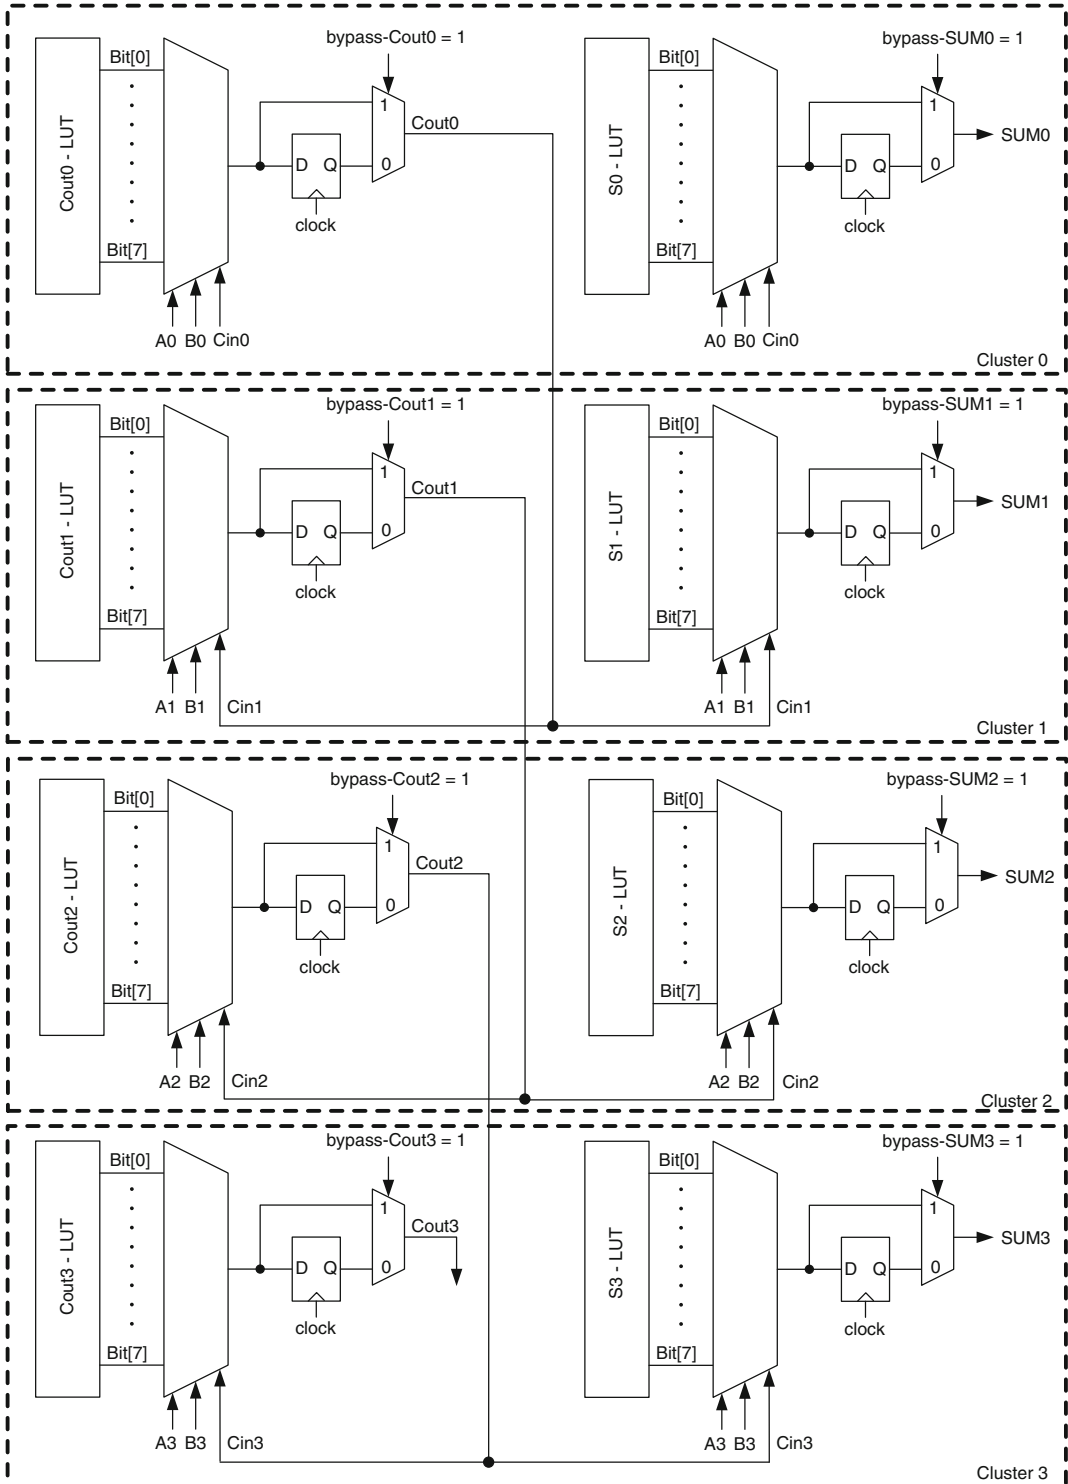 bypass-Cout0 = 1
bypass-SUM0 = 1
Cout0 - LUT
Bit[0]
Bit[7]
1
0
D Q
clock
Cout0
A0 B0 Cin0
S0 - LUT
Bit[0]
Bit[7]
1
0
D Q
clock
SUM0
A0 B0 Cin0
Cluster 0
bypass-Cout1 = 1
bypass-SUM1 = 1
Cout1 - LUT
Bit[0]
Bit[7]
1
0
D Q
clock
Cout1
A1 B1 Cin1
S1 - LUT
Bit[0]
Bit[7]
1
0
D Q
clock
SUM1
A1 B1 Cin1
Cluster 1
bypass-Cout2 = 1
bypass-SUM2 = 1
Cout2 - LUT
Bit[0]
Bit[7]
1
0
D Q
clock
Cout2
A2 B2 Cin2
S2 - LUT
Bit[0]
Bit[7]
1
0
D Q
clock
SUM2
A2 B2 Cin2
Cluster 2
bypass-Cout3 = 1
bypass-SUM3 = 1
Cout3 - LUT
Bit[0]
Bit[7]
1
0
D Q
clock
Cout3
A3 B3 Cin3
S3 - LUT
Bit[0]
Bit[7]
1
0
D Q
clock
SUM3
A3 B3 Cin3
Cluster 3